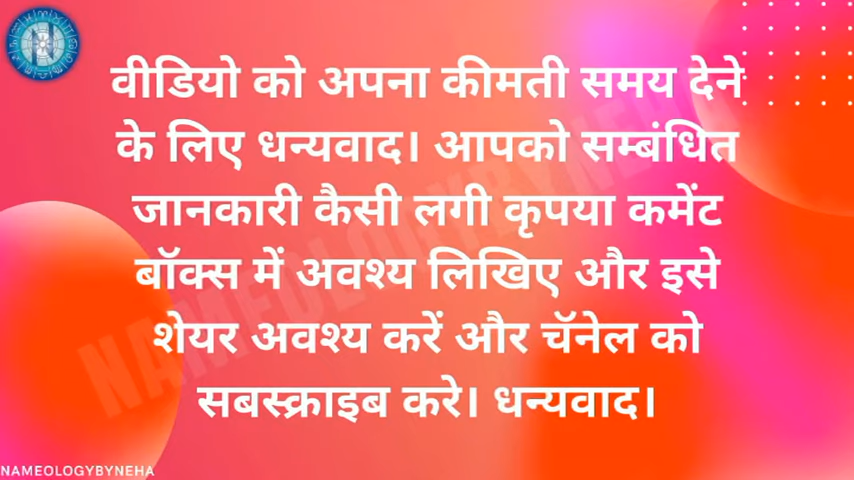 वीडियो को अपना कीमती समय देने
के लिए धन्यवाद। आपको सम्बंधित
जानकारी कैसी लगी कृपया कमेंट
बॉक्स में अवश्य लिखिए और इसे
शेयर अवश्य करें और चॅनेल को
सबस्क्राइब करे। धन्यवाद।
NAMEOLOGYBYNEHA
NAMEOLOGYBYNEHA